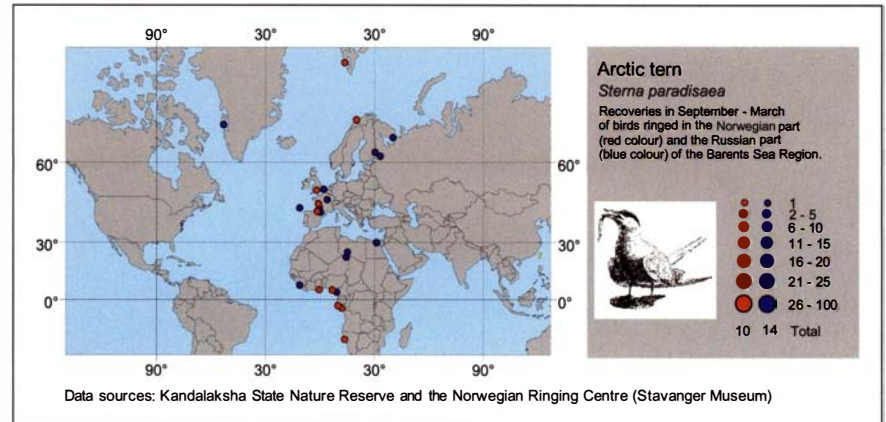 90° 30° 30° 90°
60°
30°
0°
60°
30°
0°
90° 30° 30° 90°
Arctic tern
Sterna paradisaea
Recoveries in September - March
of birds ringed in the Norwegian part
(red colour) and the Russian part
(blue colour) of the Barents Sea Region.
1
2 - 5
6 - 10
11 - 15
16 - 20
21 - 25
26 - 100
10 14 Total
Data sources: Kandalaksha State Nature Reserve and the Norwegian Ringing Centre (Stavanger Museum)